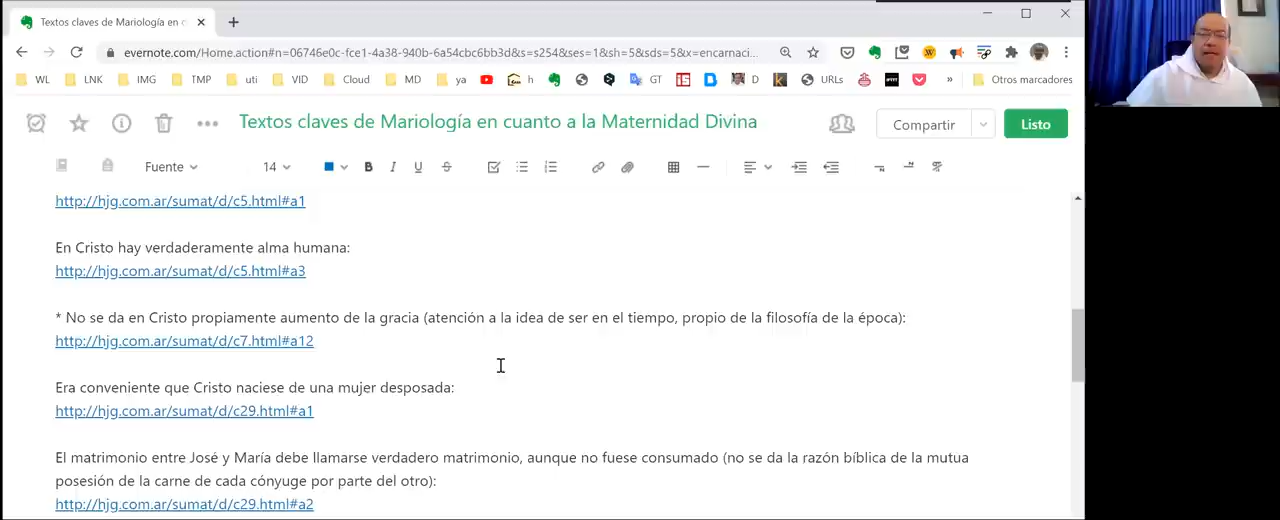 Textos claves de Mariología en c
evernote.com/Home.action#n=06746e0c-fce1-4a38-940b-6a54cbc6bb3d&s=s254&ses=1&sh=5&sds=5&x=encarnaci...
WL LNK IMG TMP uti VID Cloud MD ya h GT D URLs » Otros marcadores
Textos claves de Mariología en cuanto a la Maternidad Divina Compartir Listo
Fuente 14 B I U S
http://hjg.com.ar/sumat/d/c5.html#a1
En Cristo hay verdaderamente alma humana:
http://hjg.com.ar/sumat/d/c5.html#a3
* No se da en Cristo propiamente aumento de la gracia (atención a la idea de ser en el tiempo, propio de la filosofía de la época):
http://hjg.com.ar/sumat/d/c7.html#a12
Era conveniente que Cristo naciese de una mujer desposada:
http://hjg.com.ar/sumat/d/c29.html#a1
El matrimonio entre José y María debe llamarse verdadero matrimonio, aunque no fuese consumado (no se da la razón bíblica de la mutua
posesión de la carne de cada cónyuge por parte del otro):
http://hjg.com.ar/sumat/d/c29.html#a2